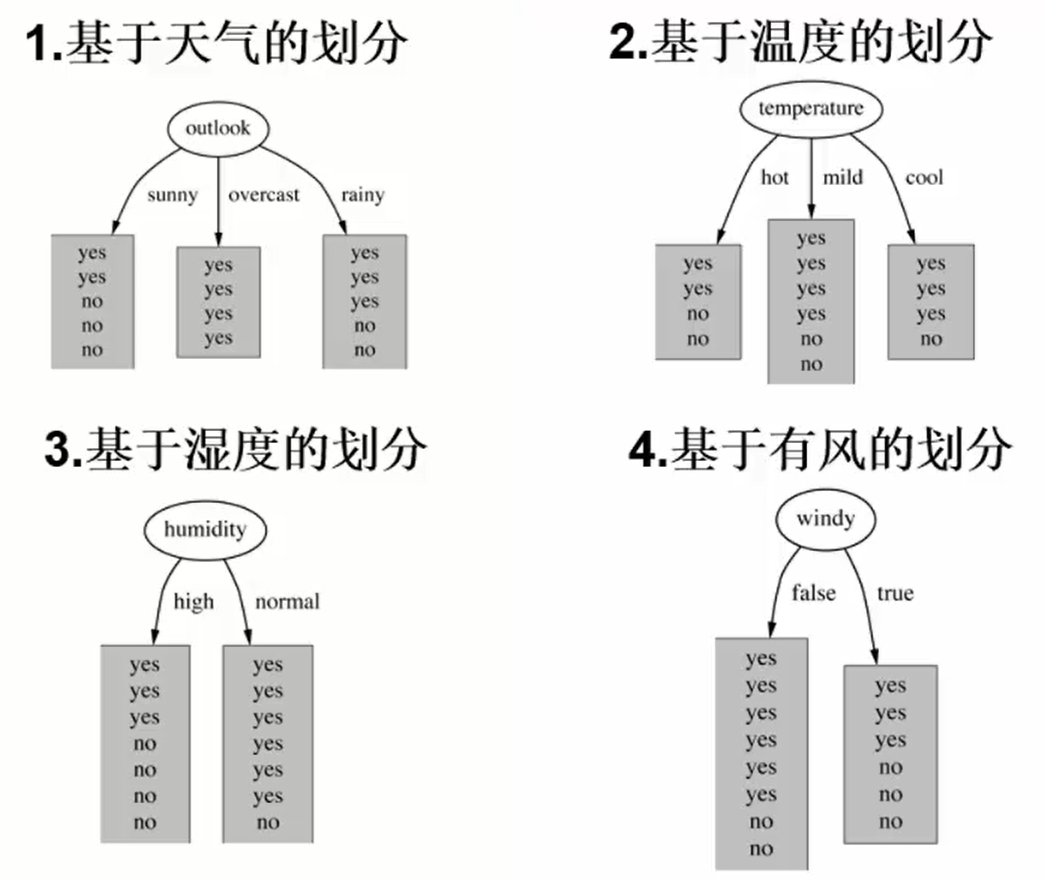 1.基于天气的划分
outlook
sunny
overcast
rainy
yes
yes
no
no
no
yes
yes
yes
yes
yes
yes
yes
no
no
2.基于温度的划分
temperature
hot
mild
cool
yes
yes
no
no
yes
yes
yes
yes
no
no
yes
yes
yes
no
3.基于湿度的划分
humidity
high
normal
yes
yes
yes
no
no
no
no
yes
yes
yes
yes
yes
yes
no
4.基于有风的划分
windy
false
true
yes
yes
yes
yes
yes
yes
no
no
yes
yes
yes
no
no
no